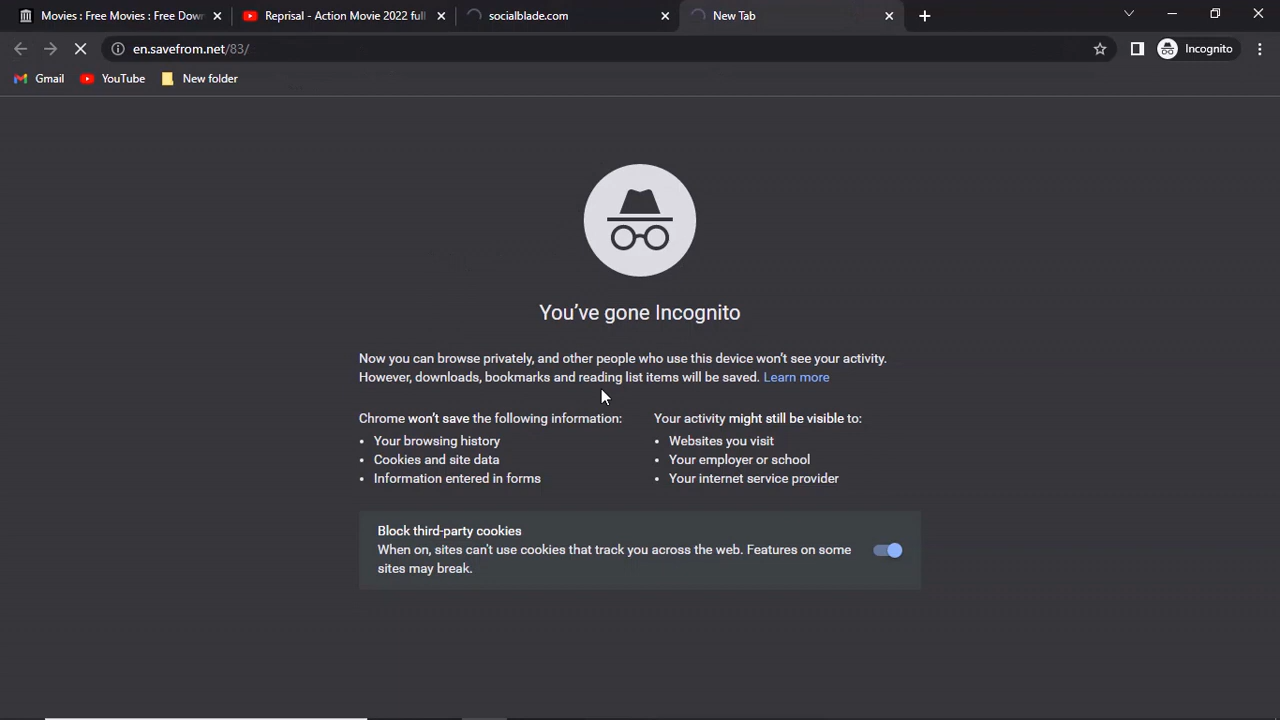 Movies : Free Movies : Free Dow
Reprisal - Action Movie 2022 full
socialblade.com
New Tab
en.savefrom.net/83/
Incognito
Gmail
YouTube
New folder
You've gone Incognito
Now you can browse privately, and other people who use this device won't see your activity.
However, downloads, bookmarks and reading list items will be saved. Learn more
Chrome won't save the following information:
• Your browsing history
• Cookies and site data
• Information entered in forms
Your activity might still be visible to:
• Websites you visit
• Your employer or school
• Your internet service provider
Block third-party cookies
When on, sites can't use cookies that track you across the web. Features on some
sites may break.